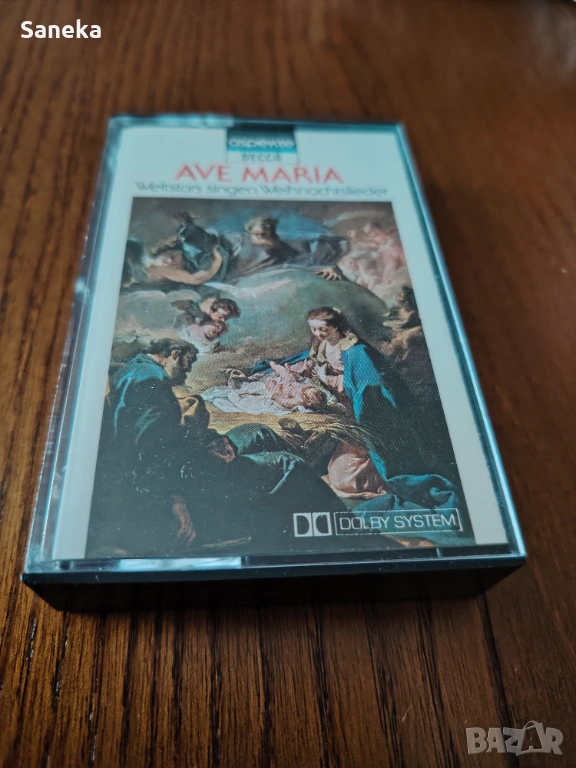 Saneka
aspekte
DECCA
AVE MARIA
Weltstars singen Weihnachtslieder
DOLBY SYSTEM
BAZAR